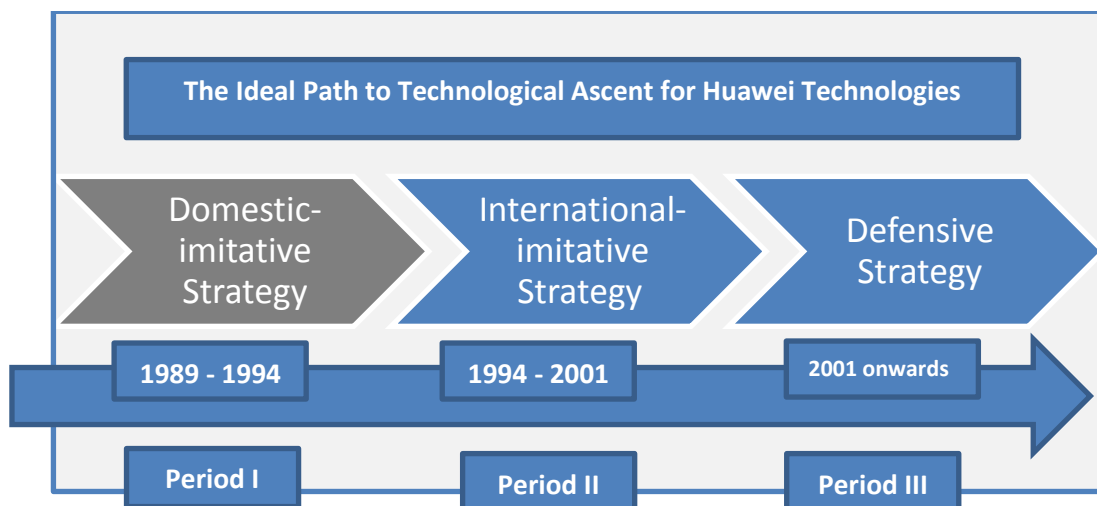 The Ideal Path to Technological Ascent for Huawei Technologies
Domestic-
imitative
Strategy
International-
imitative
Strategy
Defensive
Strategy
1989 - 1994
1994 - 2001
2001 onwards
Period I
Period II
Period III